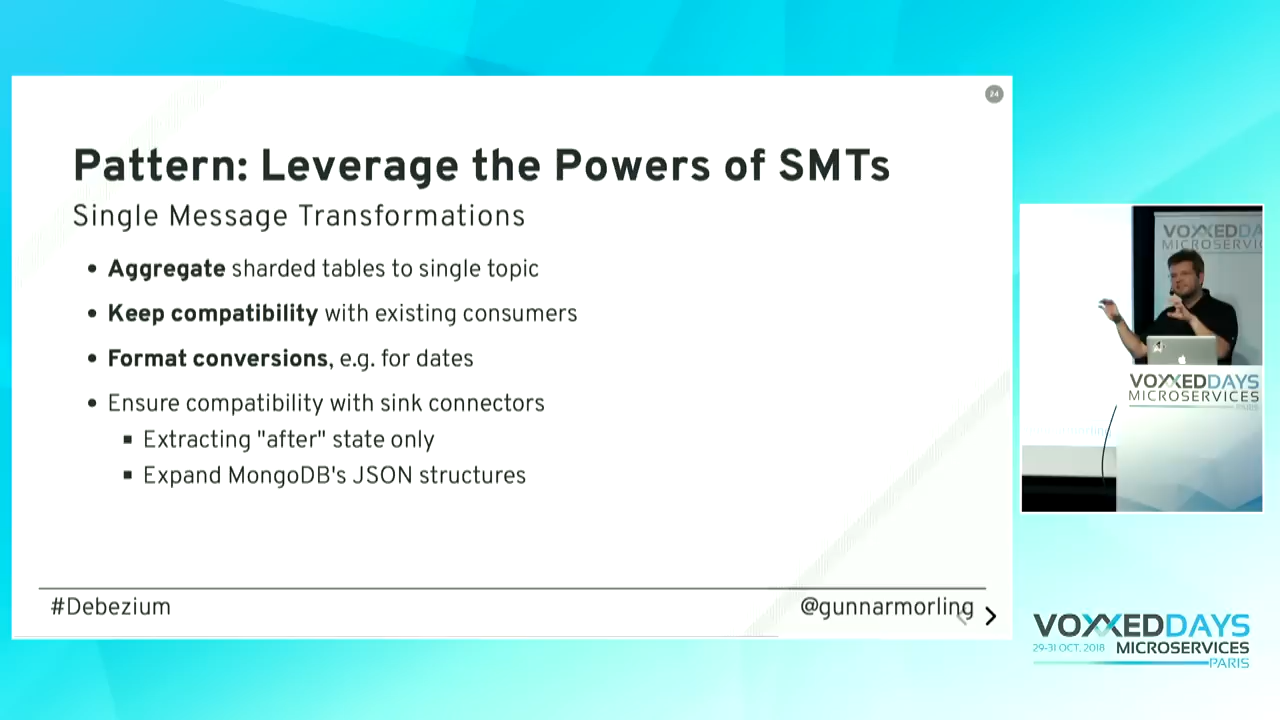 24
Pattern: Leverage the Powers of SMTs
Single Message Transformations
• Aggregate sharded tables to single topic
• Keep compatibility with existing consumers
• Format conversions, e.g. for dates
• Ensure compatibility with sink connectors
▪ Extracting "after" state only
▪ Expand MongoDB's JSON structures
#Debezium
@gunnarmorling
VOXXEDDA
MICROSERVIC
VOXXEDDAYS
MICROSERVICES
PARIS
VOXXEDDAYS
29-31 OCT, 2018 MICROSERVICES
PARIS